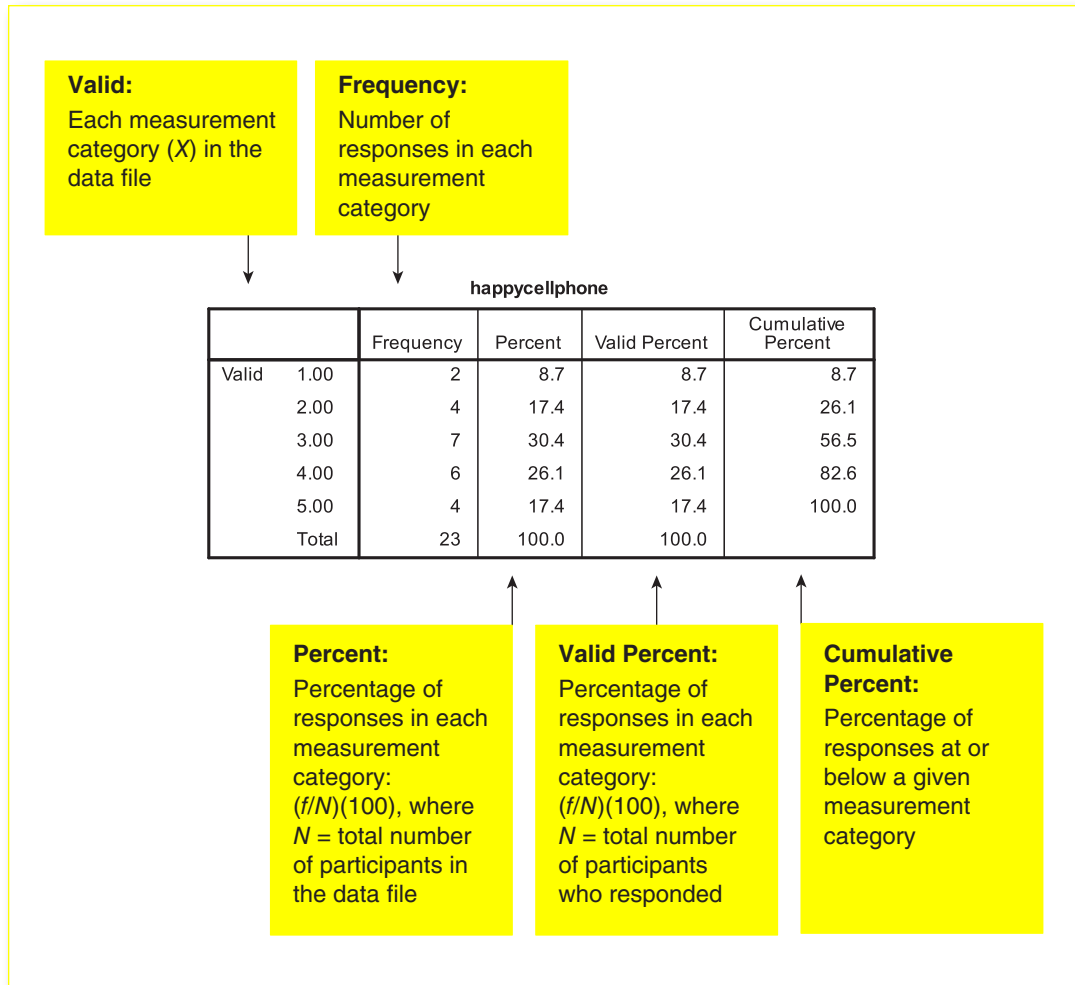 Valid:
Each measurement
category (X) in the
data file
Frequency:
Number of
responses in each
measurement
category
happycellphone
Frequency Percent Valid Percent Cumulative
Percent
Valid 1.00 2 8.7 8.7 8.7
2.00 4 17.4 17.4 26.1
3.00 7 30.4 30.4 56.5
4.00 6 26.1 26.1 82.6
5.00 4 17.4 17.4 100.0
Total 23 100.0 100.0
Percent:
Percentage of
responses in each
measurement
category:
(f/N)(100), where
N = total number
of participants in
the data file
Valid Percent:
Percentage of
responses in each
measurement
category:
(f/N)(100), where
N = total number
of participants
who responded
Cumulative
Percent:
Percentage of
responses at or
below a given
measurement
category